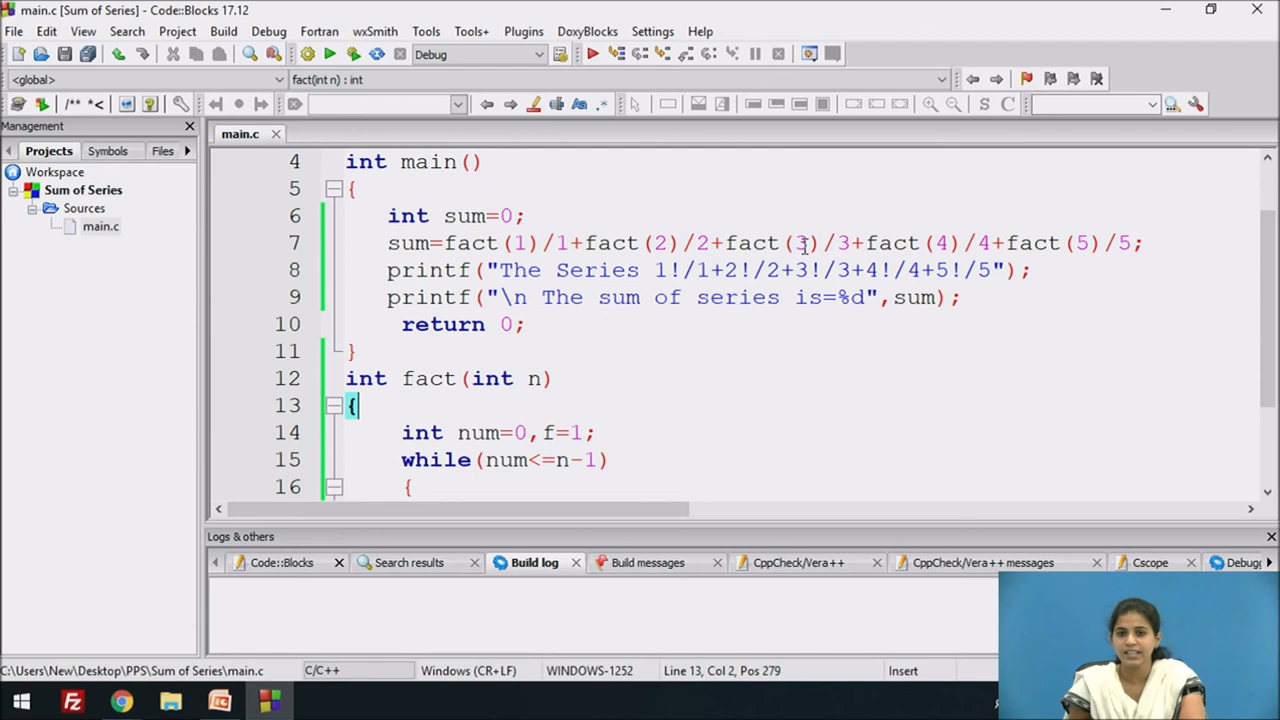 main.c [Sum of Series] - Code::Blocks 17.12
File Edit View Search Project Build Debug Fortran wxSmith Tools Tools+ Plugins DoxyBlocks Settings Help
Debug
<global> fact(int n) : int
/** *< S C
Management
main.c
Projects Symbols Files
Workspace
Sum of Series
Sources
main.c
4 int main()
5 {
6 int sum=0;
7 sum=fact(1)/1+fact(2)/2+fact(3)/3+fact(4)/4+fact(5)/5;
8 printf("The Series 1!/1+2!/2+3!/3+4!/4+5!/5");
9 printf("\n The sum of series is=%d",sum);
10 return 0;
11 }
12 int fact(int n)
13 {
14 int num=0,f=1;
15 while(num<=n-1)
16 {
Logs & others
Code::Blocks Search results Build log Build messages CppCheck/Vera++ CppCheck/Vera++ messages Cscope Debugg
C:\Users\New\Desktop\PPS\Sum of Series\main.c C/C++ Windows (CR+LF) WINDOWS-1252 Line 13, Col 2, Pos 279 Insert